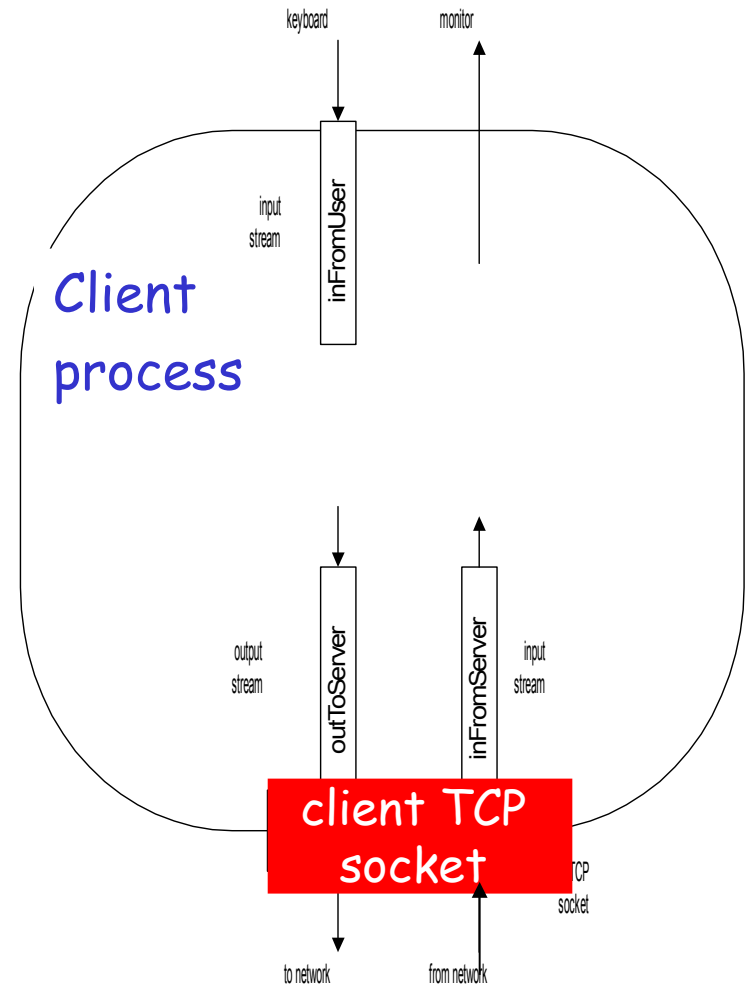 keyboard
monitor
input
stream
inFromUser
Client
process
output
stream
outToServer
inFromServer
input
stream
client TCP
socket
TCP
socket
to network
from network